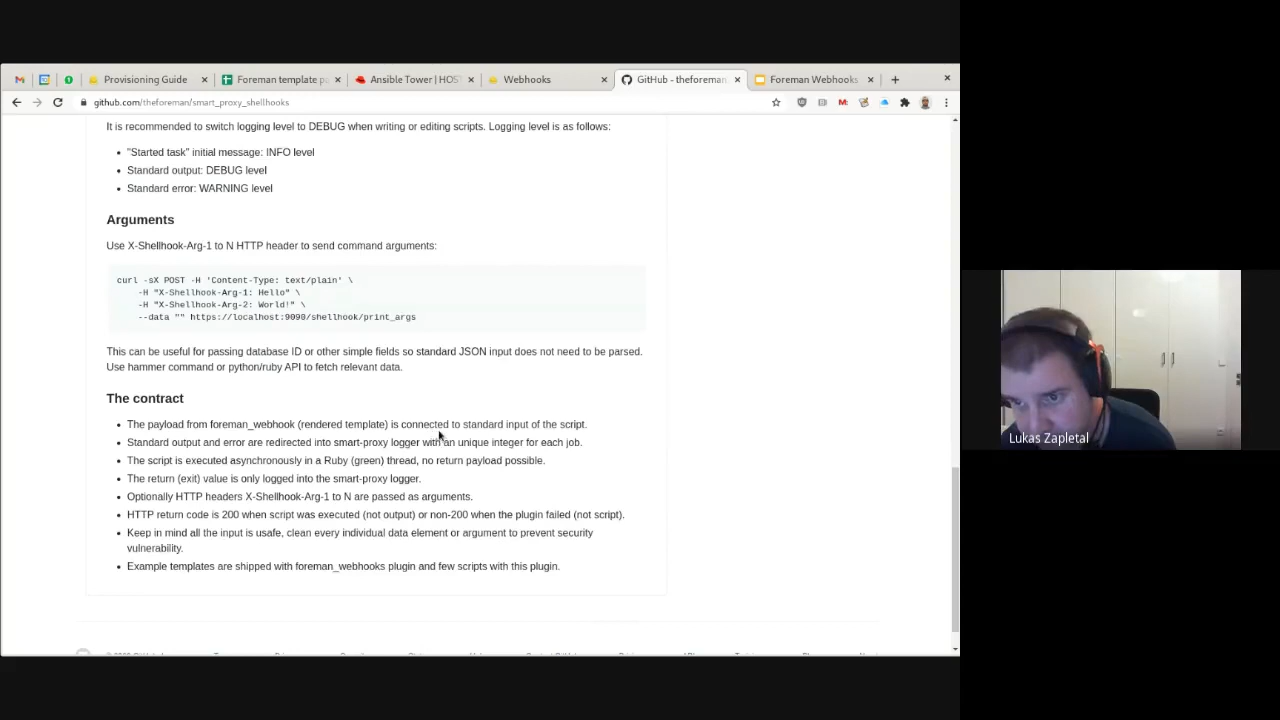 Provisioning Guide
Foreman template pa
Ansible Tower | HOS
Webhooks
GitHub - theforeman
Foreman Webhooks
github.com/theforeman/smart_proxy_shellhooks
It is recommended to switch logging level to DEBUG when writing or editing scripts. Logging level is as follows:
• "Started task" initial message: INFO level
• Standard output: DEBUG level
• Standard error: WARNING level
Arguments
Use X-Shellhook-Arg-1 to N HTTP header to send command arguments:
curl -sX POST -H 'Content-Type: text/plain' \
-H "X-Shellhook-Arg-1: Hello" \
-H "X-Shellhook-Arg-2: World!" \
--data "" https://localhost:9090/shellhook/print_args
This can be useful for passing database ID or other simple fields so standard JSON input does not need to be parsed.
Use hammer command or python/ruby API to fetch relevant data.
The contract
• The payload from foreman_webhook (rendered template) is connected to standard input of the script.
• Standard output and error are redirected into smart-proxy logger with an unique integer for each job.
• The script is executed asynchronously in a Ruby (green) thread, no return payload possible.
• The return (exit) value is only logged into the smart-proxy logger.
• Optionally HTTP headers X-Shellhook-Arg-1 to N are passed as arguments.
• HTTP return code is 200 when script was executed (not output) or non-200 when the plugin failed (not script).
• Keep in mind all the input is usafe, clean every individual data element or argument to prevent security
vulnerability.
• Example templates are shipped with foreman_webhooks plugin and few scripts with this plugin.
Lukas Zapletal